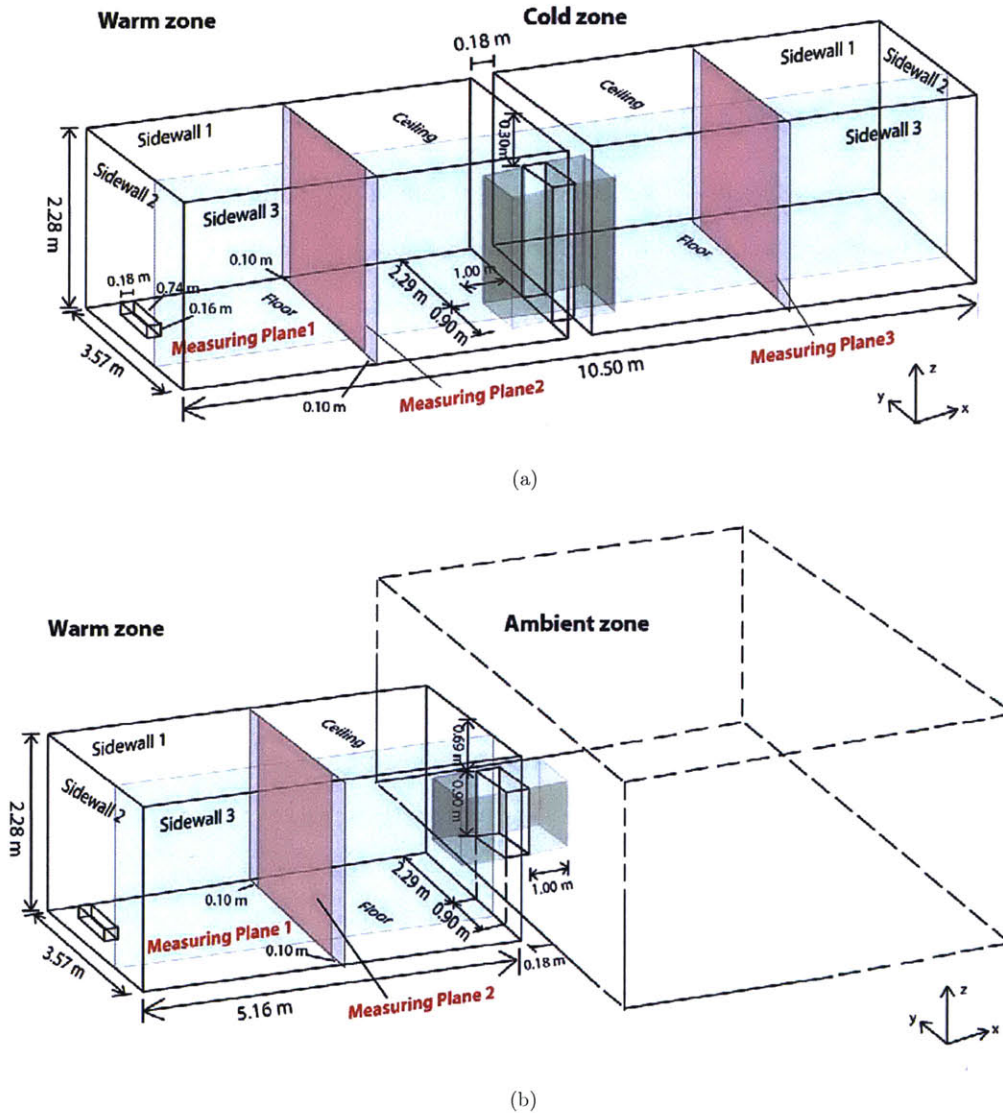 Warm zone
Cold zone
0.18 m
Sidewall 1
Sidewall 2
Ceiling
Sidewall 3
Sidewall 1
Ceiling
0.30m
2.28 m
Sidewall 2
Sidewall 3
0.10 m
0.18 m
0.74 m
0.16 m
Floor
1.00 m
2.29 m
0.90 m
Floor
Measuring Plane1
3.57 m
0.10 m
Measuring Plane2
10.50 m
Measuring Plane3
z
y
x
(a)
Warm zone
Ambient zone
Sidewall 1
Ceiling
0.69 m
2.28 m
Sidewall 2
Sidewall 3
0.90 m
1.00 m
0.10 m
2.29 m
0.90 m
Floor
Measuring Plane 1
3.57 m
0.10 m
0.18 m
5.16 m
Measuring Plane 2
z
y
x
(b)